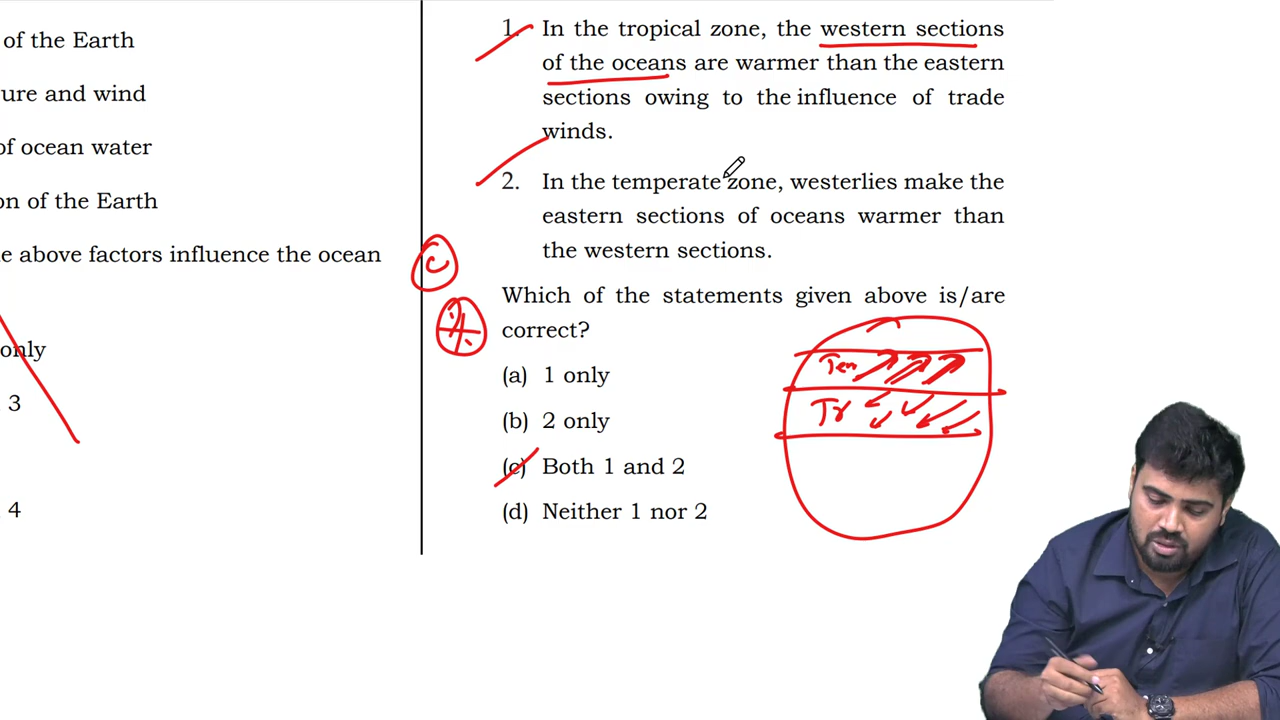 of the Earth
ure and wind
of ocean water
on of the Earth
e above factors influence the ocean
only
3
4
1. In the tropical zone, the western sections
of the oceans are warmer than the eastern
sections owing to the influence of trade
winds.
2. In the temperate zone, westerlies make the
eastern sections of oceans warmer than
the western sections.
C
Which of the statements given above is/are
correct?
(a) 1 only
(b) 2 only
(c) Both 1 and 2
(d) Neither 1 nor 2
Tem
Tr